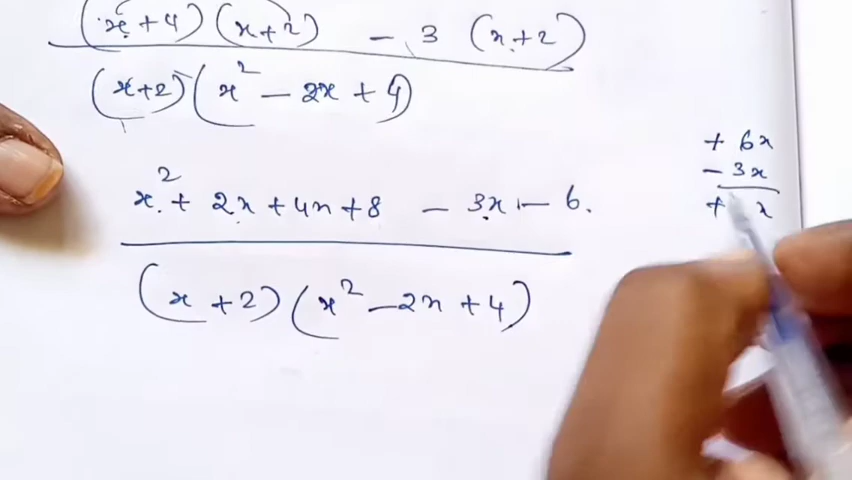 (x+4)(x+2) - 3 (x+2)
(x+2)(x² - 2x + 4)
x² + 2x + 4x + 8 - 3x - 6.
(x + 2)(x² - 2x + 4)
+ 6x
- 3x
+ x